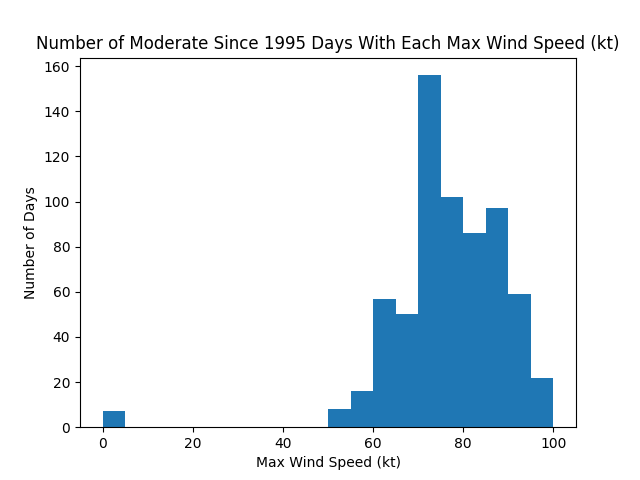 Number of Moderate Since 1995 Days With Each Max Wind Speed (kt)
160
140
120
100
80
60
40
20
0
Number of Days
0 20 40 60 80 100
Max Wind Speed (kt)